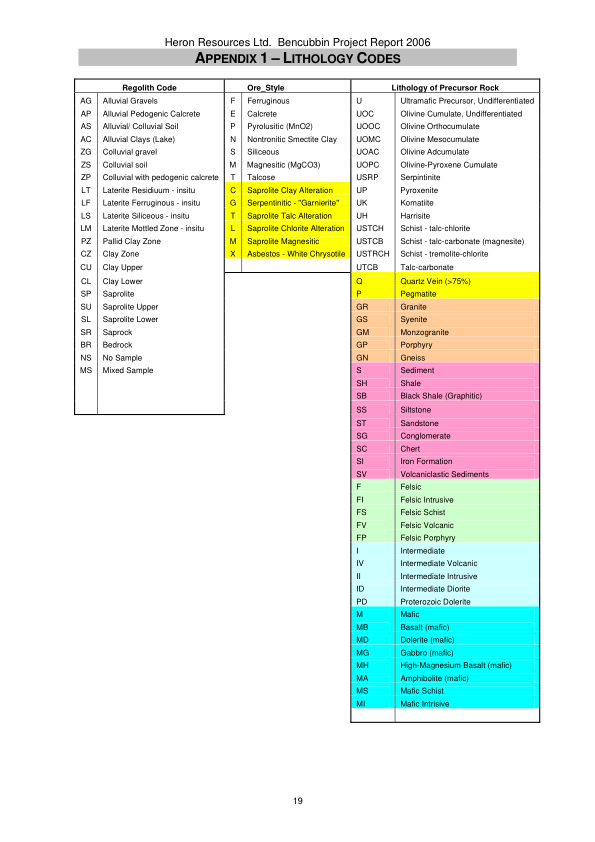 Heron Resources Ltd.  Bencubbin Project Report 2006
APPENDIX 1 – LITHOLOGY CODES
Regolith Code
AG Alluvial Gravels
AP Alluvial Pedogenic Calcrete
AS Alluvial/ Colluvial Soil
AC Alluvial Clays (Lake)
ZG Colluvial gravel
ZS Colluvial soil
ZP Colluvial with pedogenic calcrete
LT Laterite Residiuum - insitu
LF Laterite Ferruginous - insitu
LS Laterite Siliceous - insitu
LM Laterite Mottled Zone - insitu
PZ Pallid Clay Zone
CZ Clay Zone
CU Clay Upper
CL Clay Lower
SP Saprolite
SU Saprolite Upper
SL Saprolite Lower
SR Saprock
BR Bedrock
NS No Sample
MS Mixed Sample
Ore_Style
F Ferruginous
E Calcrete
P Pyrolusitic (MnO2)
N Nontronitic Smectite Clay
S Siliceous
M Magnesitic (MgCO3)
T Talcose
C Saprolite Clay Alteration
G Serpentinitic - "Garnierite"
T Saprolite Talc Alteration
L Saprolite Chlorite Alteration
M Saprolite Magnesitic
X Asbestos - White Chrysotile
Lithology of Precursor Rock
U Ultramafic Precursor, Undifferentiated
UOC Olivine Cumulate, Undifferentiated
UOOC Olivine Orthocumulate
UOMC Olivine Mesocumulate
UOAC Olivine Adcumulate
UOPC Olivine-Pyroxene Cumulate
USRP Serpintinite
UP Pyroxenite
UK Komatiite
UH Harrisite
USTCH Schist - talc-chlorite
USTCB Schist - talc-carbonate (magnesite)
USTRCH Schist - tremolite-chlorite
UTCB Talc-carbonate
Q Quartz Vein (>75%)
P Pegmatite
GR Granite
GS Syenite
GM Monzogranite
GP Porphyry
GN Gneiss
S Sediment
SH Shale
SB Black Shale (Graphitic)
SS Siltstone
ST Sandstone
SG Conglomerate
SC Chert
SI Iron Formation
SV Volcaniclastic Sediments
F Felsic
FI Felsic Intrusive
FS Felsic Schist
FV Felsic Volcanic
FP Felsic Porphyry
I Intermediate
IV Intermediate Volcanic
II Intermediate Intrusive
ID Intermediate Diorite
PD Proterozoic Dolerite
M Mafic
MB Basalt (mafic)
MD Dolerite (mafic)
MG Gabbro (mafic)
MH High-Magnesium Basalt (mafic)
MA Amphibolite (mafic)
MS Mafic Schist
MI Mafic Intrisive
19